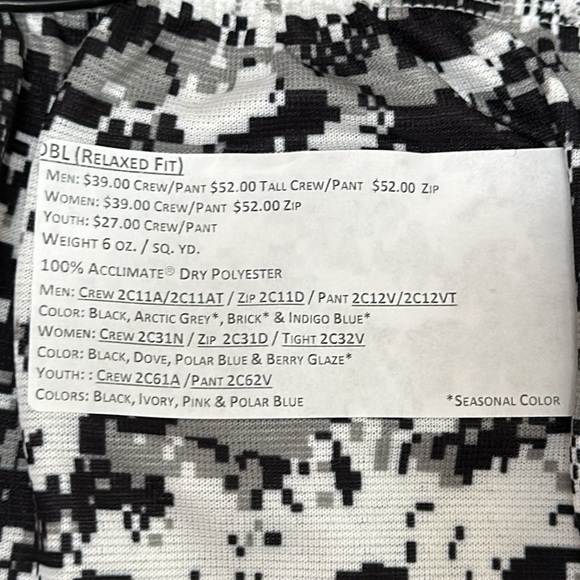 DBL (Relaxed Fit)
Men: $39.00 Crew/Pant $52.00 Tall Crew/Pant $52.00 Zip
Women: $39.00 Crew/Pant $52.00 Zip
Youth: $27.00 Crew/Pant
Weight 6 oz. / sq. yd.
100% Acclimate® Dry Polyester
Men: Crew 2C11A/2C11AT / Zip 2C11D / Pant 2C12V/2C12VT
Color: Black, Arctic Grey*, Brick* & Indigo Blue*
Women: Crew 2C31N / Zip 2C31D / Tight 2C32V
Color: Black, Dove, Polar Blue & Berry Glaze*
Youth: : Crew 2C61A /Pant 2C62V
Colors: Black, Ivory, Pink & Polar Blue
*Seasonal Color